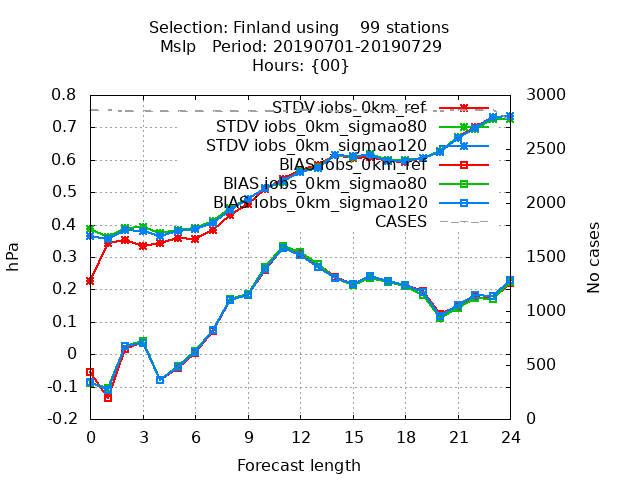 Selection: Finland using 99 stations
Mslp Period: 20190701-20190729
Hours: {00}
0.8
0.7
0.6
0.5
0.4
0.3
0.2
0.1
0
-0.1
-0.2
hPa
3000
2500
2000
1500
1000
500
0
No cases
STDV iobs_0km_ref
STDV iobs_0km_sigmao80
STDV iobs_0km_sigmao120
BIAS iobs_0km_ref
BIAS iobs_0km_sigmao80
BIAS iobs_0km_sigmao120
CASES
0 3 6 9 12 15 18 21 24
Forecast length